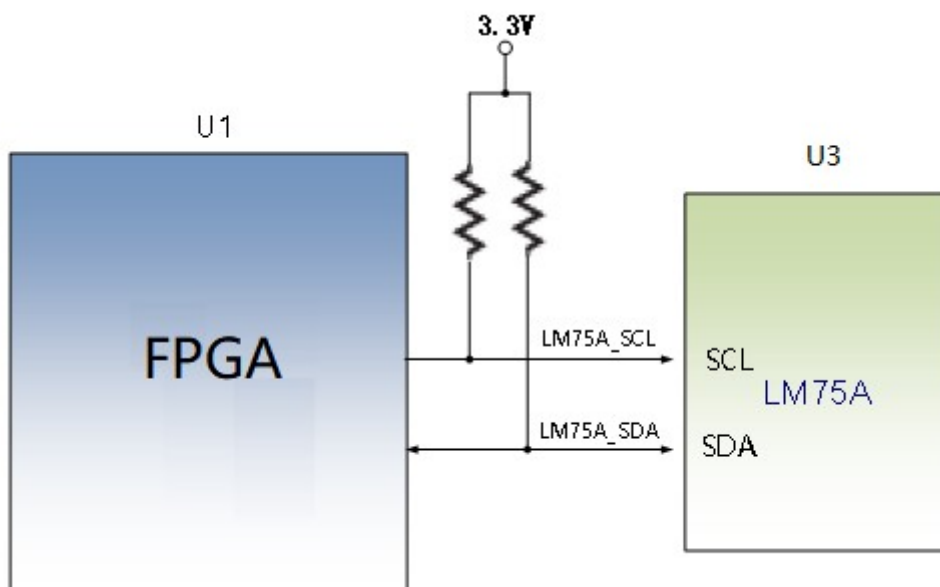 3.3V
U1
U3
LM75A_SCL
FPGA
SCL
LM75A
LM75A_SDA
SDA